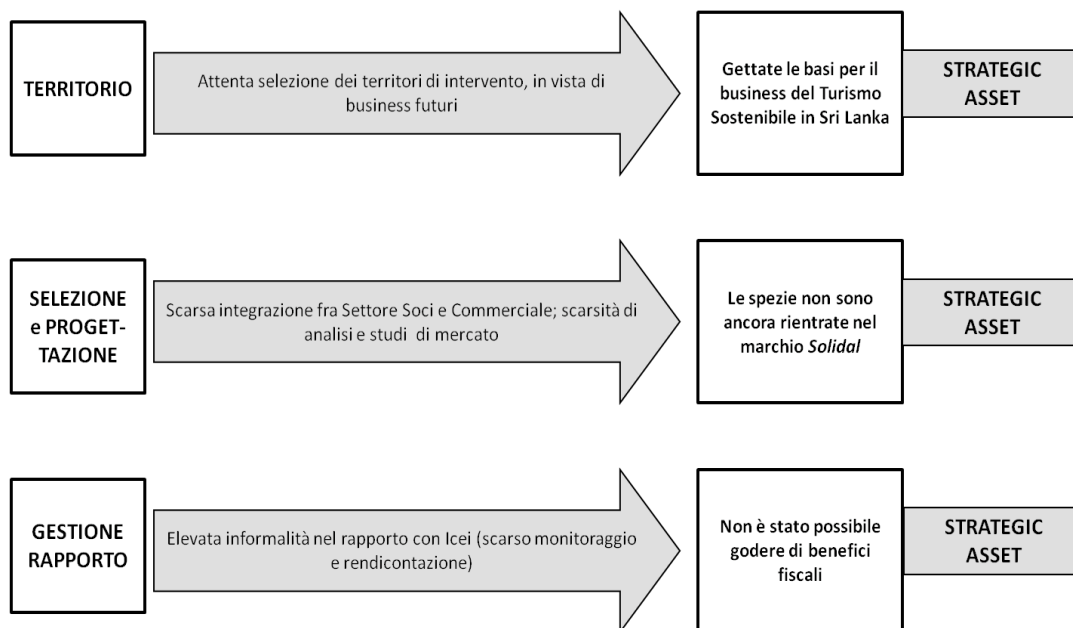 TERRITORIO
Attenta selezione dei territori di intervento, in vista di
business futuri
Gettate le basi per il
business del Turismo
Sostenibile in Sri Lanka
STRATEGIC
ASSET
SELEZIONE
e PROGET-
TAZIONE
Scarsa integrazione fra Settore Soci e Commerciale; scarsità di
analisi e studi di mercato
Le spezie non sono
ancora rientrate nel
marchio Solidal
STRATEGIC
ASSET
GESTIONE
RAPPORTO
Elevata informalità nel rapporto con Icei (scarso monitoraggio
e rendicontazione)
Non è stato possibile
godere di benefici
fiscali
STRATEGIC
ASSET